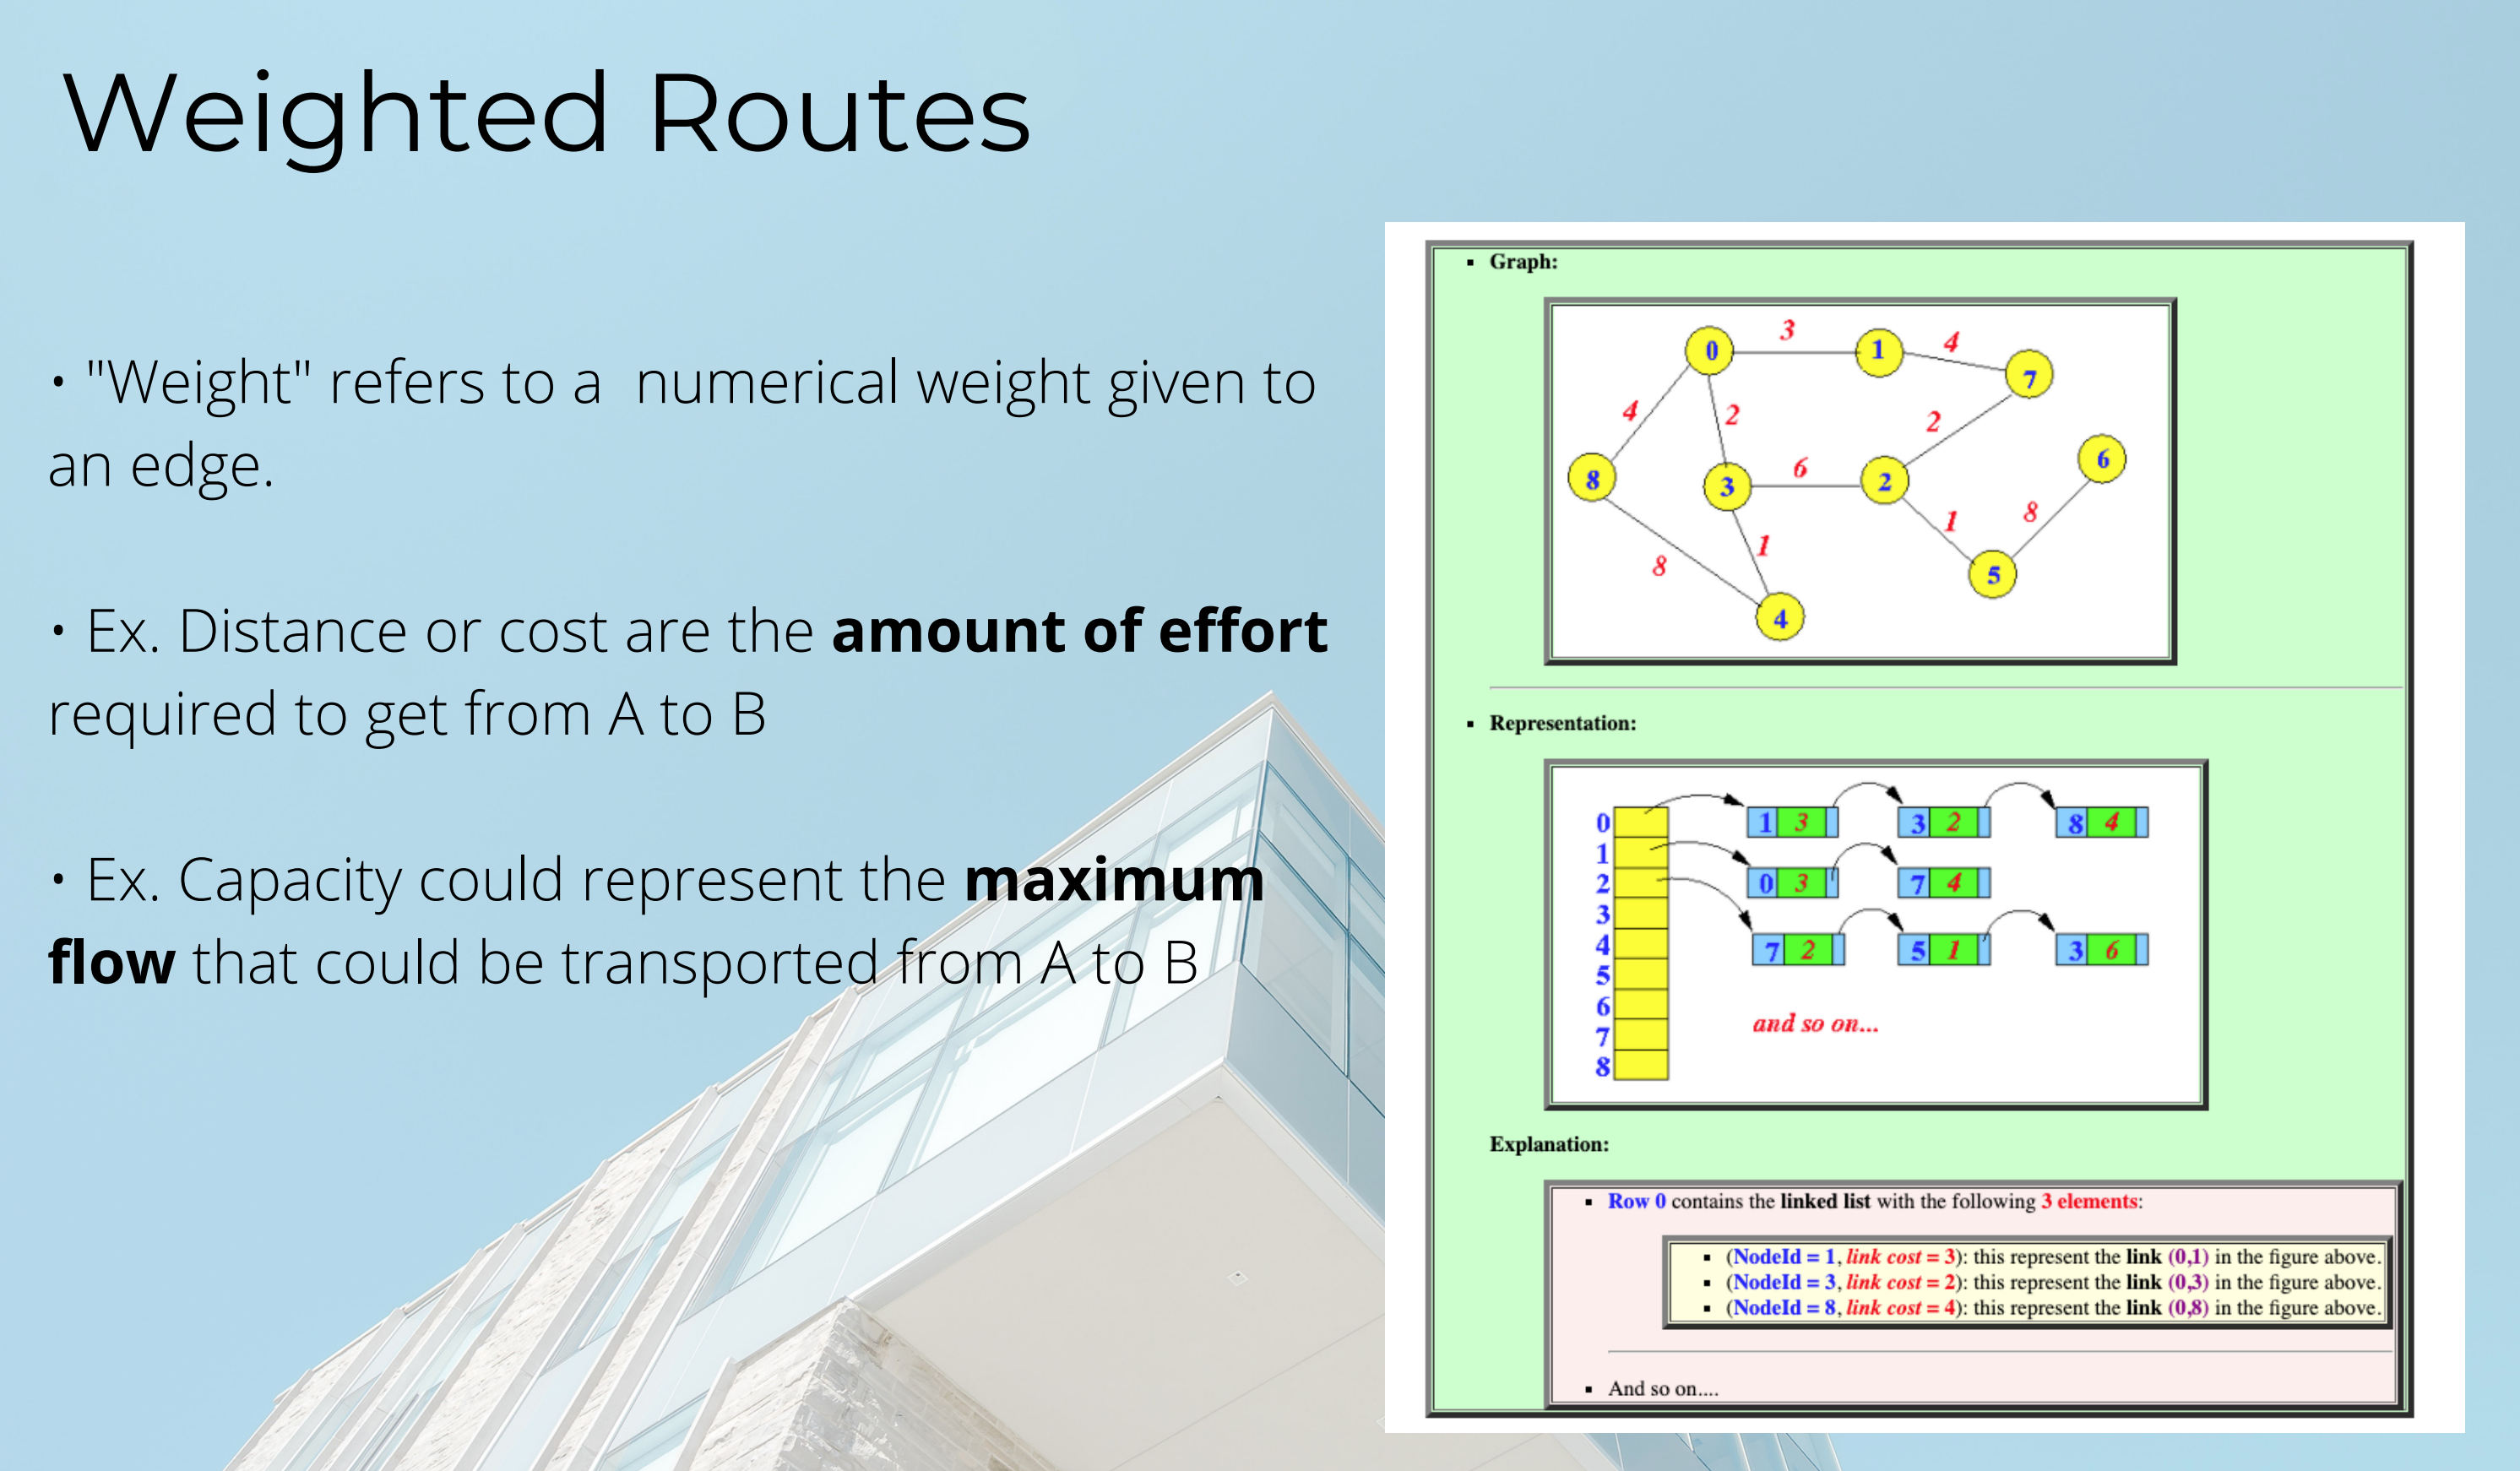 Weighted Routes
• "Weight" refers to a  numerical weight given to
an edge.
• Ex. Distance or cost are the amount of effort
required to get from A to B
• Ex. Capacity could represent the maximum
flow that could be transported from A to B
▪ Graph:
0 3 1 4 7
4 2 2
8 3 6 2 6
8 1 1 8
5
4
▪ Representation:
0 1 3 3 2 8 4
1
2 0 3 7 4
3
4 7 2 5 1 3 6
5
6
and so on...
7
8
Explanation:
▪ Row 0 contains the linked list with the following 3 elements:
▪ (NodeId = 1, link cost = 3): this represent the link (0,1) in the figure above.
▪ (NodeId = 3, link cost = 2): this represent the link (0,3) in the figure above.
▪ (NodeId = 8, link cost = 4): this represent the link (0,8) in the figure above.
▪ And so on....